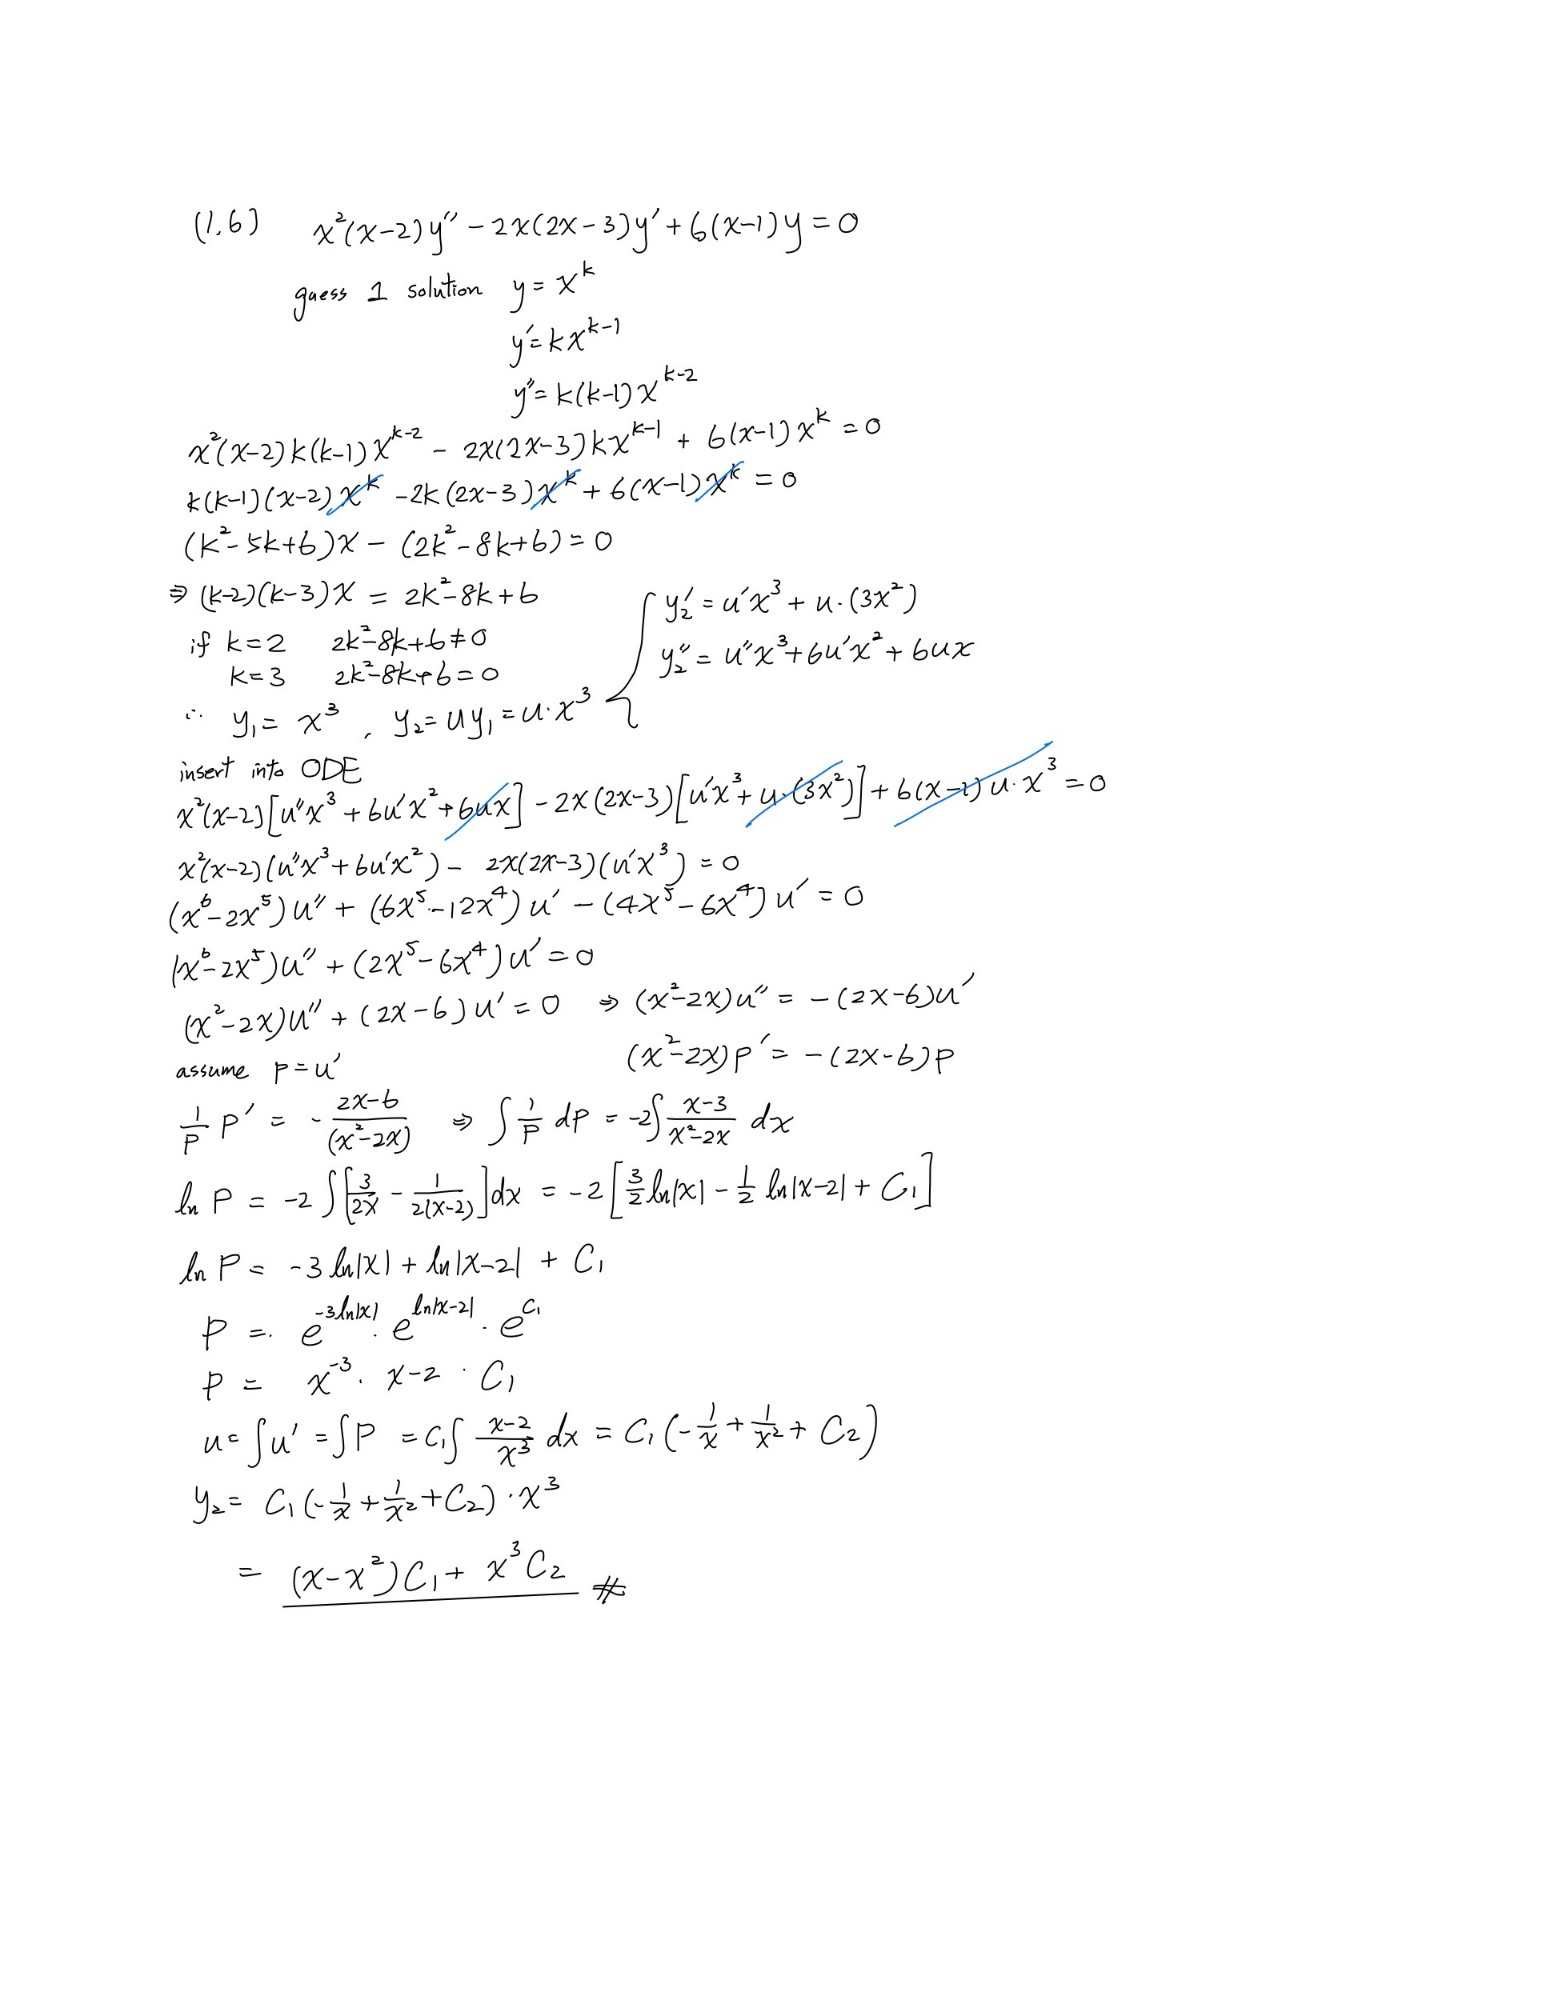 (1.6) x²(x-2)y″ - 2x(2x-3)y′ + 6(x-1)y = 0
guess 1 solution y = x^k
y′ = kx^(k-1)
y″ = k(k-1)x^(k-2)
x²(x-2)k(k-1)x^(k-2) - 2x(2x-3)kx^(k-1) + 6(x-1)x^k = 0
k(k-1)(x-2)x^k - 2k(2x-3)x^k + 6(x-1)x^k = 0
(k²-5k+6)x - (2k²-8k+6) = 0
⇒ (k-2)(k-3)x = 2k²-8k+6
if k=2 2k²-8k+6≠0
k=3 2k²-8k+6=0
∴ y₁ = x³, y₂ = uy₁ = u·x³
{ y₂′ = u′x³ + u·(3x²)
y₂″ = u″x³ + 6u′x² + 6ux
insert into ODE
x²(x-2)[u″x³ + 6u′x² + 6ux] - 2x(2x-3)[u′x³ + u·(3x²)] + 6(x-1)u·x³ = 0
x²(x-2)(u″x³ + 6u′x²) - 2x(2x-3)(u′x³) = 0
(x⁶-2x⁵)u″ + (6x⁵-12x⁴)u′ - (4x⁵-6x⁴)u′ = 0
(x⁶-2x⁵)u″ + (2x⁵-6x⁴)u′ = 0
(x²-2x)u″ + (2x-6)u′ = 0 ⇒ (x²-2x)u″ = -(2x-6)u′
assume p=u′ (x²-2x)p′ = -(2x-6)p
1/p p′ = - (2x-6)/(x²-2x) ⇒ ∫ 1/p dp = -2∫ (x-3)/(x²-2x) dx
ln P = -2 ∫[3/2x - 1/2(x-2)]dx = -2[3/2 ln|x| - 1/2 ln|x-2| + C₁]
ln P = -3 ln|x| + ln|x-2| + C₁
P = e^(-3ln|x|) · e^(ln|x-2|) · e^(C₁)
P = x⁻³ · x-2 · C₁
u = ∫u′ = ∫P = C₁∫ (x-2)/x³ dx = C₁(-1/x + 1/x² + C₂)
y₂ = C₁(-1/x + 1/x² + C₂)·x³
= (x-x²)C₁ + x³C₂ #